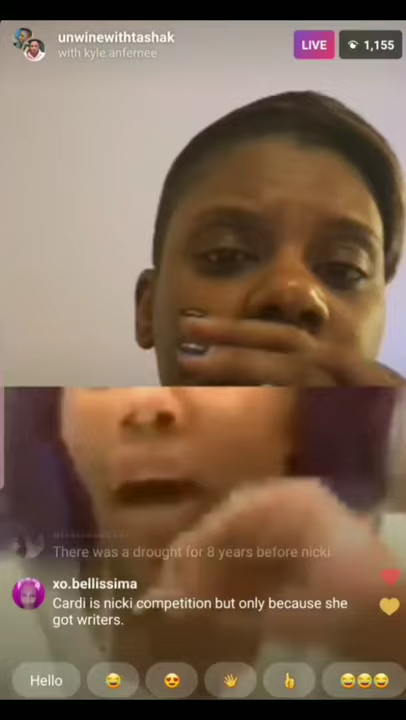 unwinewithtashak
LIVE
1,155
with kyle.anfernee
There was a drought for 8 years before nicki
xo.bellissima
Cardi is nicki competition but only because she
got writers.
Hello